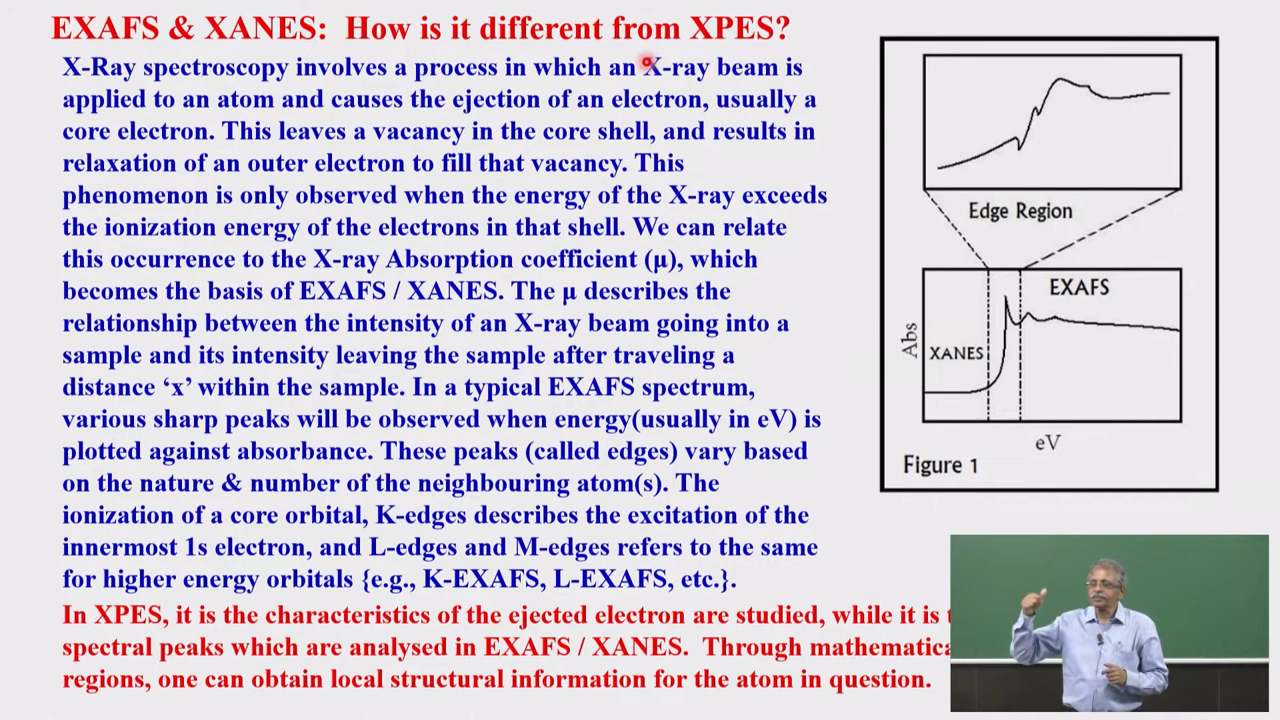 EXAFS & XANES: How is it different from XPES?
X-Ray spectroscopy involves a process in which an X-ray beam is
applied to an atom and causes the ejection of an electron, usually a
core electron. This leaves a vacancy in the core shell, and results in
relaxation of an outer electron to fill that vacancy. This
phenomenon is only observed when the energy of the X-ray exceeds
the ionization energy of the electrons in that shell. We can relate
this occurrence to the X-ray Absorption coefficient (μ), which
becomes the basis of EXAFS / XANES. The μ describes the
relationship between the intensity of an X-ray beam going into a
sample and its intensity leaving the sample after traveling a
distance ‘x’ within the sample. In a typical EXAFS spectrum,
various sharp peaks will be observed when energy(usually in eV) is
plotted against absorbance. These peaks (called edges) vary based
on the nature & number of the neighbouring atom(s). The
ionization of a core orbital, K-edges describes the excitation of the
innermost 1s electron, and L-edges and M-edges refers to the same
for higher energy orbitals {e.g., K-EXAFS, L-EXAFS, etc.}.
In XPES, it is the characteristics of the ejected electron are studied, while it is
spectral peaks which are analysed in EXAFS / XANES. Through
regions, one can obtain local structural information for the atom in question.
Edge Region
EXAFS
XANES
Abs
eV
Figure 1